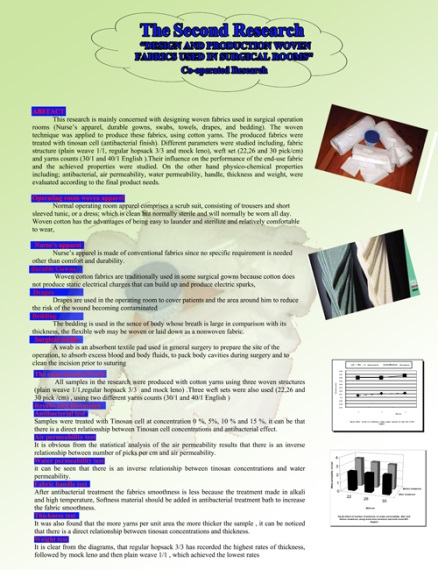 The Second Research
"DESIGN AND PRODUCTION WOVEN
FABRICS USED IN SURGICAL ROOMS"
Co-operated Research
This research is mainly concerned with designing woven fabrics used in surgical operation
rooms (Nurse's apparel, durable gowns, swabs, towels, drapes, and bedding). The woven
technique was applied to produce these fabrics, using cotton yarns. The produced fabrics were
treated with tinosan cell (antibacterial finish). Different parameters were studied including, fabric
structure (plain weave 1/1, regular hopsack 3/3 and mock leno), weft set (22,26 and 30 pick/cm)
and yarns counts (30/1 and 40/1 English ).Their influence on the performance of the end-use fabric
and the achieved properties were studied. On the other hand physico-chemical properties
including; antibacterial, air permeability, water permeability, handle, thickness and weight, were
evaluated according to the final product needs.
Operating room woven apparel
Normal operating room apparel comprises a scrub suit, consisting of trousers and short
sleeved tunic, or a dress; which is clean but normally sterile and will normally be worn all day.
Woven cotton has the advantages of being easy to launder and sterilize and relatively comfortable
to wear,
Nurse's apparel
Nurse's apparel is made of conventional fabrics since no specific requirement is needed
other than comfort and durability.
Woven cotton fabrics are traditionally used in some surgical gowns because cotton does
not produce static electrical charges that can build up and produce electric sparks,
Drapes are used in the operating room to cover patients and the area around him to reduce
the risk of the wound becoming contaminated
The bedding is used in the sence of body whose breath is large in comparison with its
thickness, the flexible web may be woven or laid down as a nonwoven fabric.
A swab is an absorbent textile pad used in general surgery to prepare the site of the
operation, to absorb excess blood and body fluids, to pack body cavities during surgery and to
clean the incision prior to suturing
All samples in the research were produced with cotton yarns using three woven structures
(plain weave 1/1,regular hopsack 3/3 and mock leno) .Three weft sets were also used (22,26 and
30 pick /cm) , using two different yarns counts (30/1 and 40/1 English )
Samples were treated with Tinosan cell at concentration 0 %, 5%, 10 % and 15 %, it can be that
there is a direct relationship between Tinosan cell concentrations and antibacterial effect.
Air permeability test
It is obvious from the statistical analysis of the air permeability results that there is an inverse
relationship between number of picks per cm and air permeability.
Water permeability test
it can be seen that there is an inverse relationship between tinosan concentrations and water
permeability.
Fabric handle test
After antibacterial treatment the fabrics smoothness is less because the treatment made in alkali
and high temperature, Softness material should be added in antibacterial treatment bath to increase
the fabric smoothness.
Thickness test
It was also found that the more yarns per unit area the more thicker the sample , it can be noticed
that there is a direct relationship between tinosan concentrations and thickness.
Weight test
It is clear from the diagrams, that regular hopsack 3/3 has recorded the highest rates of thickness,
followed by mock leno and then plain weave 1/1 , which achieved the lowest rates